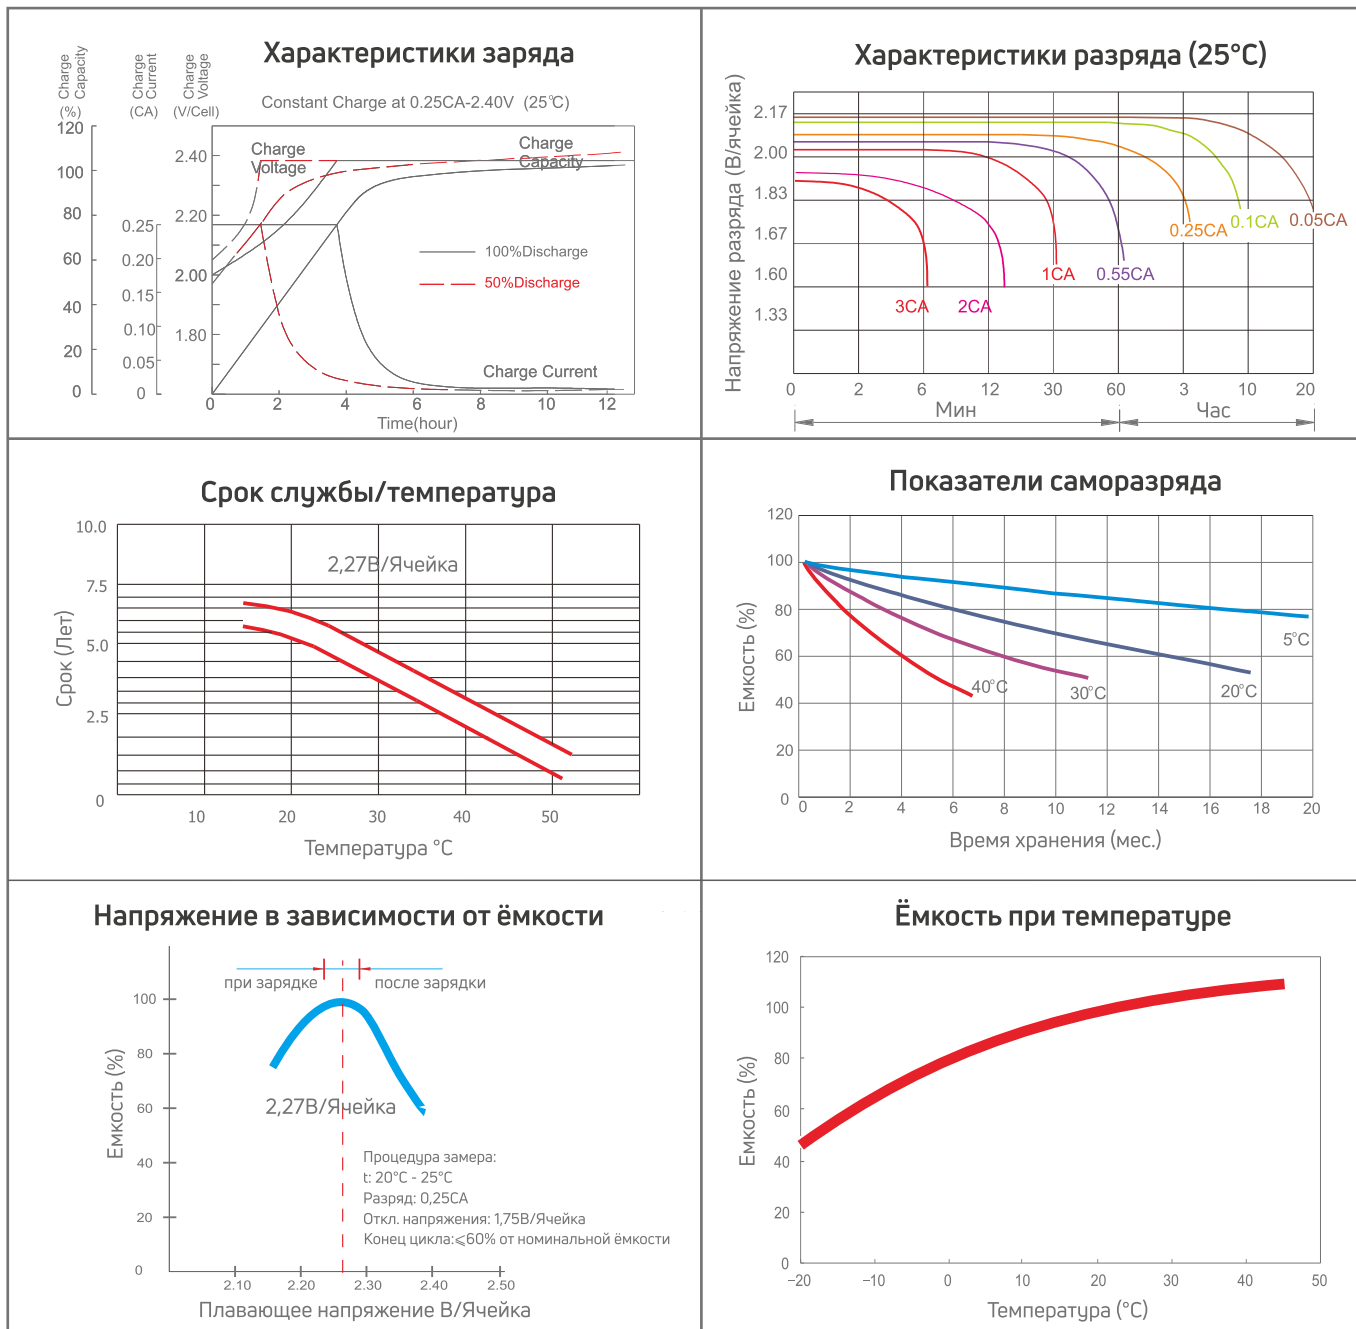 Характеристики заряда
Charge
Capacity
(%)
Charge
Current
(CA)
Charge
Voltage
(V/Cell)
Constant Charge at 0.25CA-2.40V (25°C)
120
100
80
60
40
20
0
0.25
0.20
0.15
0.10
0.05
0
2.40
2.20
2.00
1.80
Charge
Voltage
Charge
Capacity
100%Discharge
50%Discharge
Charge Current
0 2 4 6 8 10 12
Time(hour)
Характеристики разряда (25°C)
Напряжение разряда (В/ячейка)
2.17
2.00
1.83
1.67
1.60
1.33
3CA
2CA
1CA
0.55CA
0.25CA
0.1CA
0.05CA
0 2 6 12 30 60 3 10 20
Мин
Час
Срок службы/температура
Срок (Лет)
10.0
7.5
5.0
2.5
0
2,27В/Ячейка
10 20 30 40 50
Температура °С
Показатели саморазряда
Емкость (%)
120
100
80
60
40
20
0
5°C
20°C
30°C
40°C
0 2 4 6 8 10 12 14 16 18 20
Время хранения (мес.)
Напряжение в зависимости от ёмкости
при зарядке
после зарядки
Емкость (%)
100
80
60
40
20
0
2,27В/Ячейка
Процедура замера:
t: 20°C - 25°C
Разряд: 0,25СА
Откл. напряжения: 1,75В/Ячейка
Конец цикла:⩽60% от номинальной ёмкости
2.10 2.20 2.30 2.40 2.50
Плавающее напряжение В/Ячейка
Ёмкость при температуре
Емкость (%)
120
100
80
60
40
20
0
–20 –10 0 10 20 30 40 50
Температура (°С)